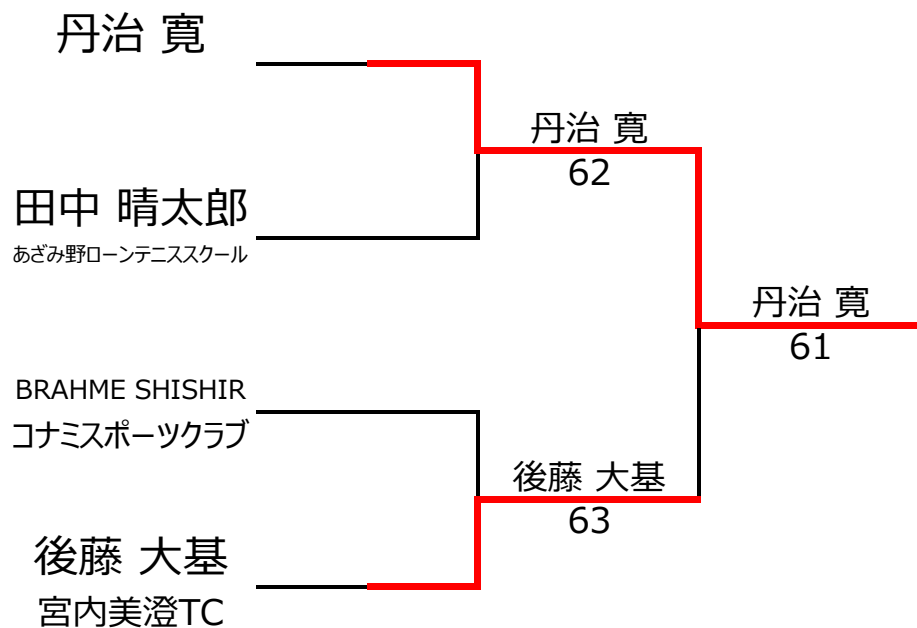 丹治 寛
田中 晴太郎
あざみ野ローンテニススクール
BRAHME SHISHIR
コナミスポーツクラブ
後藤 大基
宮内美澄TC
丹治 寛
62
後藤 大基
63
丹治 寛
61